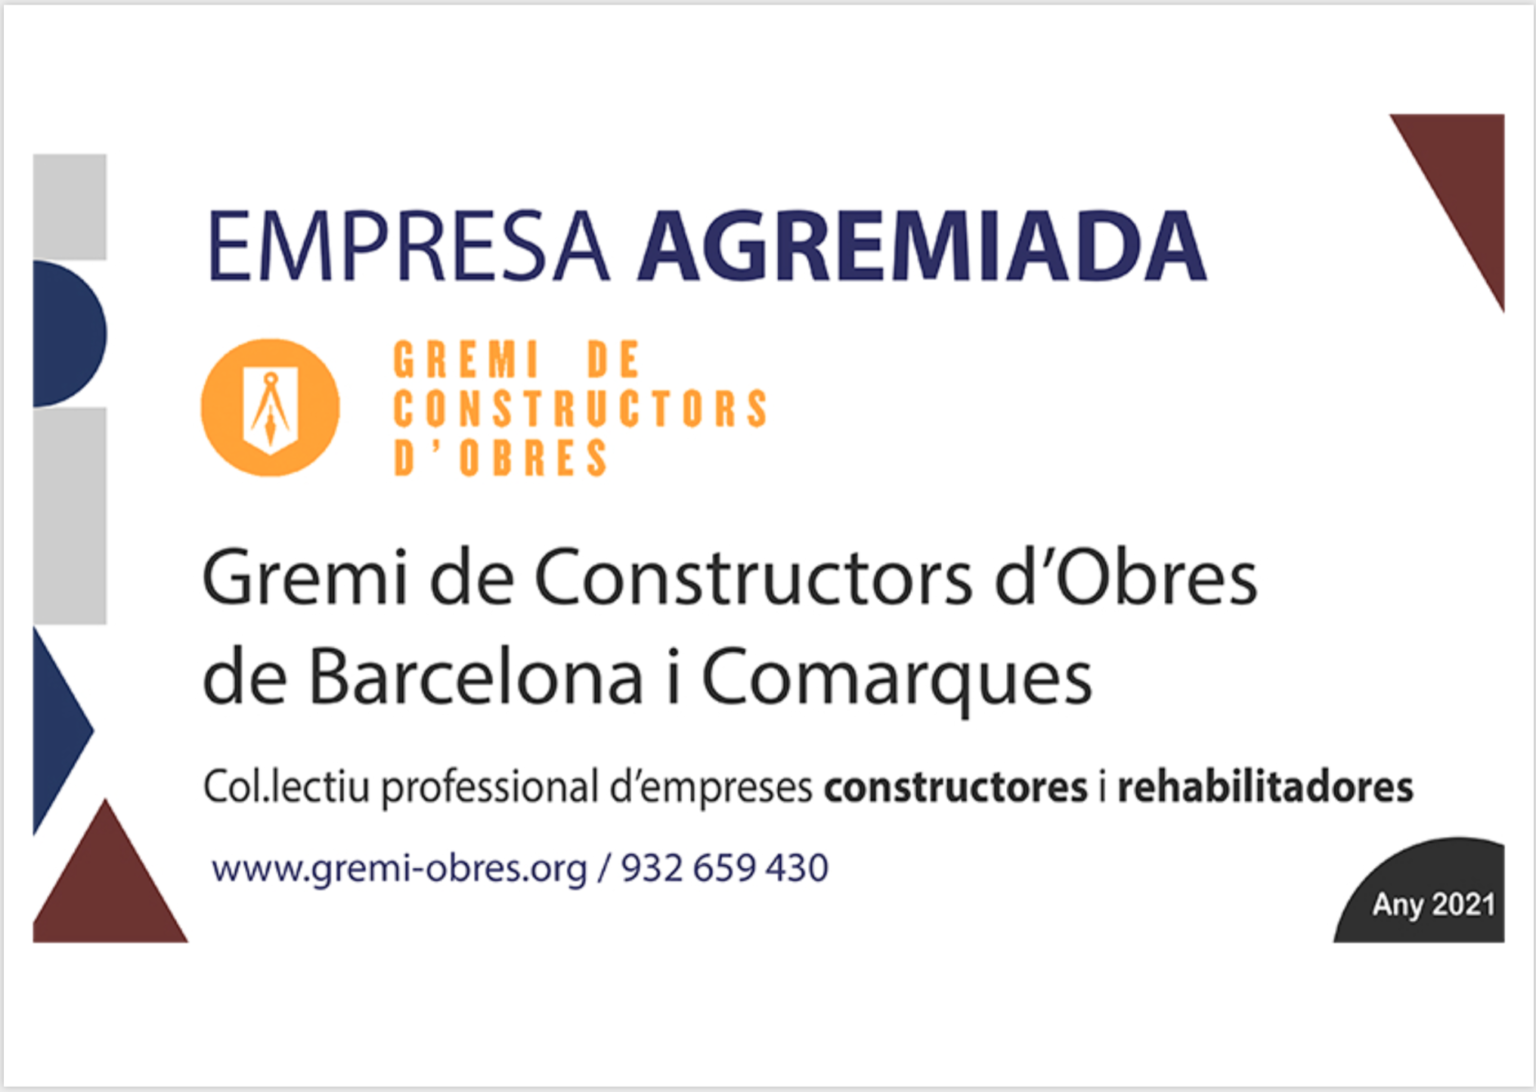 EMPRESA AGREMIADA
GREMI DE
CONSTRUCTORS
D'OBRES
Gremi de Constructors d’Obres
de Barcelona i Comarques
Col.lectiu professional d’empreses constructores i rehabilitadores
www.gremi-obres.org / 932 659 430
Any 2021